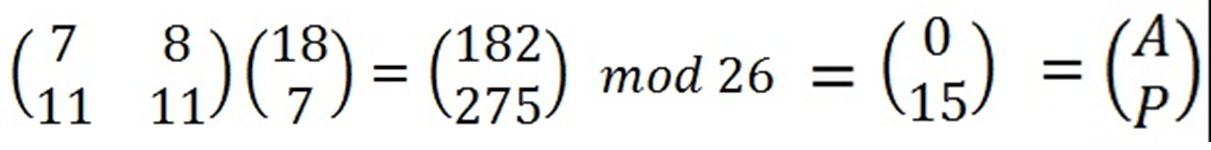 ( 7 8 ) ( 18 ) = ( 182 ) mod 26 = ( 0 ) = ( A )
( 11 11 ) ( 7 ) ( 275 ) ( 15 ) ( P )